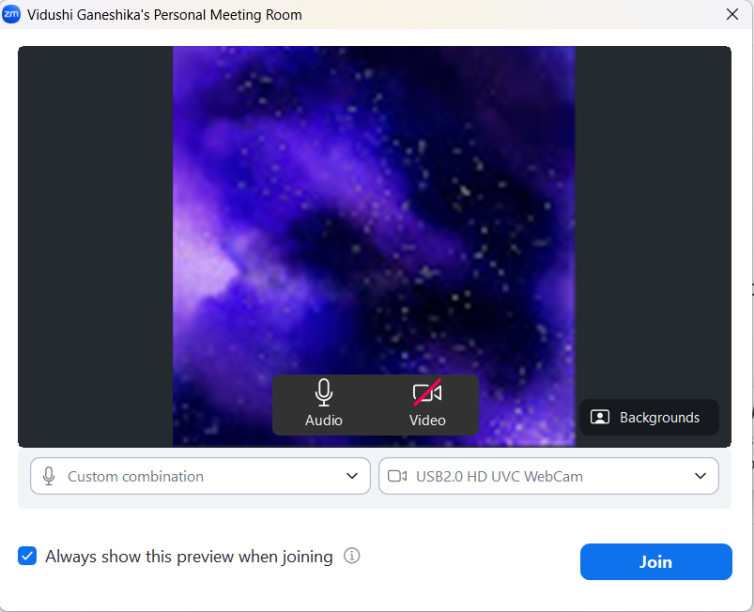 zm Vidushi Ganeshika's Personal Meeting Room
Audio Video
Backgrounds
Custom combination USB2.0 HD UVC WebCam
Always show this preview when joining
Join